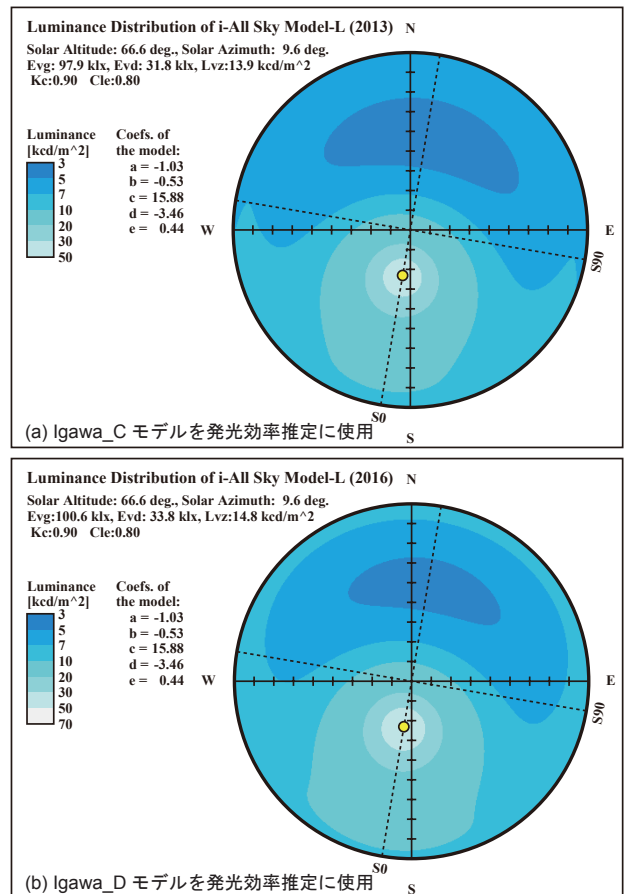 Luminance Distribution of i-All Sky Model-L (2013)
N
Solar Altitude: 66.6 deg., Solar Azimuth: 9.6 deg.
Evg: 97.9 klx, Evd: 31.8 klx, Lvz:13.9 kcd/m^2
Kc:0.90 Cle:0.80
Luminance
[kcd/m^2]
3
5
7
10
20
30
50
Coefs. of
the model:
a = -1.03
b = -0.53
c = 15.88
d = -3.46
e = 0.44
W
E
S90
S0
S
(a) Igawa_C モデルを発光効率推定に使用
Luminance Distribution of i-All Sky Model-L (2016)
N
Solar Altitude: 66.6 deg., Solar Azimuth: 9.6 deg.
Evg:100.6 klx, Evd: 33.8 klx, Lvz:14.8 kcd/m^2
Kc:0.90 Cle:0.80
Luminance
[kcd/m^2]
3
5
7
10
20
30
50
70
Coefs. of
the model:
a = -1.03
b = -0.53
c = 15.88
d = -3.46
e = 0.44
W
E
S90
S0
S
(b) Igawa_D モデルを発光効率推定に使用